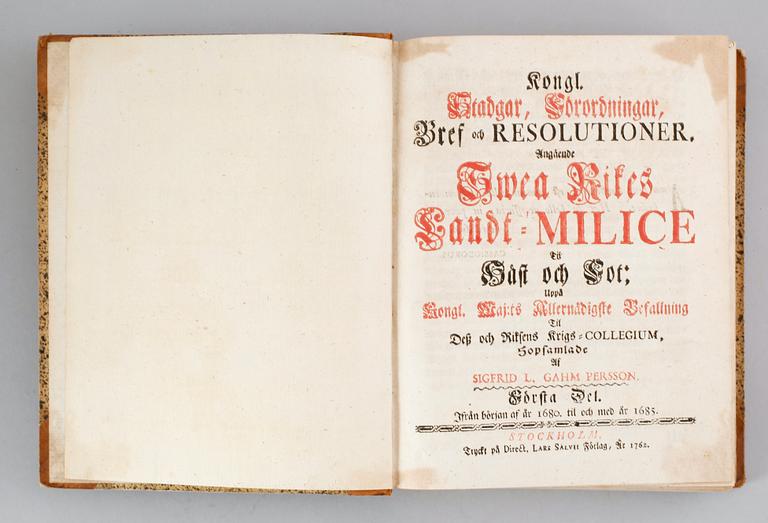 Kongl.
Stadgar, Förordningar,
Bref och RESOLUTIONER.
Angående
Swea Rikes
Landt-MILICE
Til
Häst och Fot;
Uppå
Kongl. Maj:ts Allernådigste Befallning
Til
Deß och Riksens Krigs-COLLEGIUM,
Hopsamlade
Af
SIGFRID L. GAHM PERSSON.
Första Del.
Ifrån början af år 1680. til och med år 1685.
STOCKHOLM,
Tryckt på Direct. LARS SALVII Förlag, År 1762.